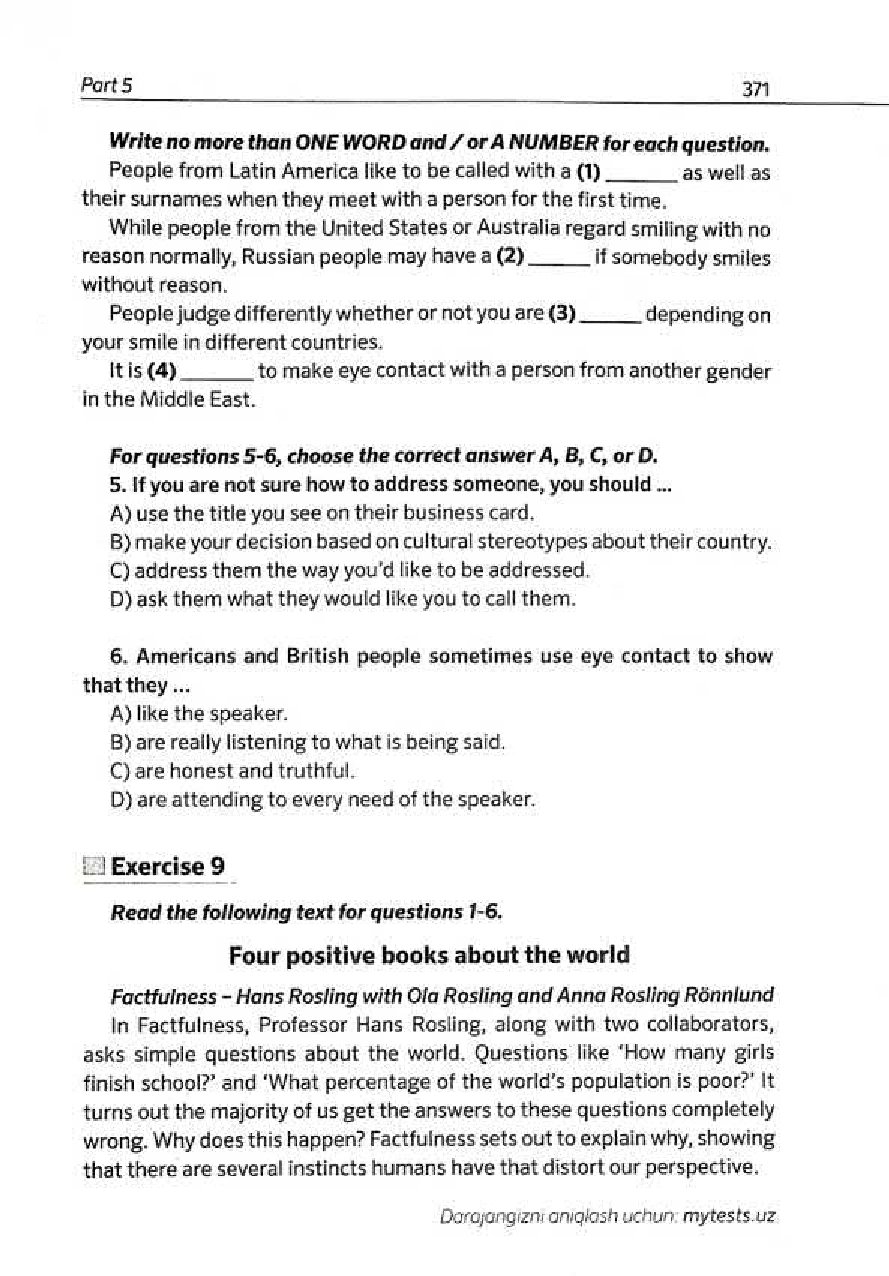 Part 5 371
Write no more than ONE WORD and / or A NUMBER for each question.
People from Latin America like to be called with a (1) _______ as well as
their surnames when they meet with a person for the first time.
While people from the United States or Australia regard smiling with no
reason normally, Russian people may have a (2) ______ if somebody smiles
without reason.
People judge differently whether or not you are (3) ______ depending on
your smile in different countries.
It is (4) _______ to make eye contact with a person from another gender
in the Middle East.
For questions 5-6, choose the correct answer A, B, C, or D.
5. If you are not sure how to address someone, you should ...
A) use the title you see on their business card.
B) make your decision based on cultural stereotypes about their country.
C) address them the way you'd like to be addressed.
D) ask them what they would like you to call them.
6. Americans and British people sometimes use eye contact to show
that they ...
A) like the speaker.
B) are really listening to what is being said.
C) are honest and truthful.
D) are attending to every need of the speaker.
Exercise 9
Read the following text for questions 1-6.
Four positive books about the world
Factfulness – Hans Rosling with Ola Rosling and Anna Rosling Rönnlund
In Factfulness, Professor Hans Rosling, along with two collaborators,
asks simple questions about the world. Questions like 'How many girls
finish school?' and 'What percentage of the world's population is poor?' It
turns out the majority of us get the answers to these questions completely
wrong. Why does this happen? Factfulness sets out to explain why, showing
that there are several instincts humans have that distort our perspective.
Darajangizni aniqlash uchun: mytests.uz